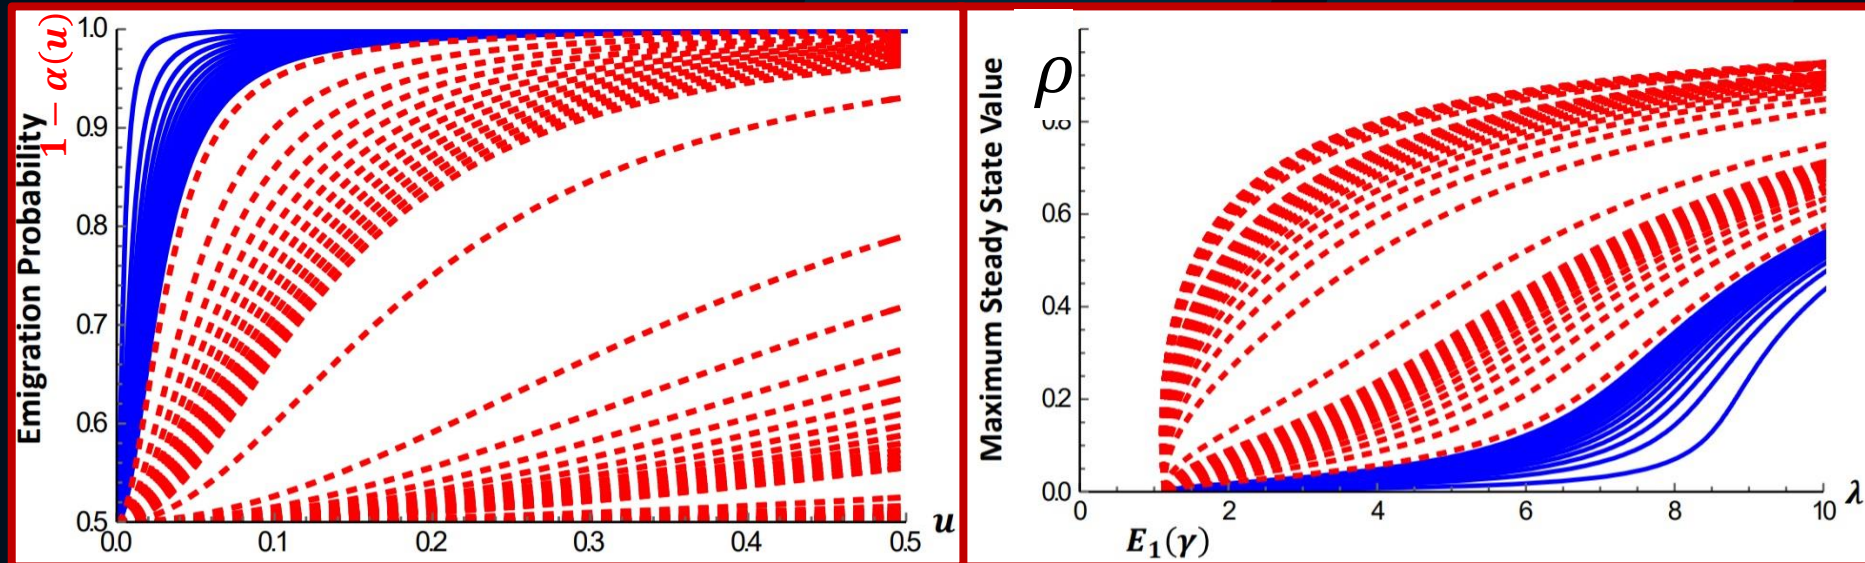 Emigration Probability
1 − α(u)
1.0
0.9
0.8
0.7
0.6
0.5
0.0 0.1 0.2 0.3 0.4 0.5
u
Maximum Steady State Value
ρ
0.6
0.4
0.2
0.0
0 2 4 6 8 10
λ
E₁(γ)